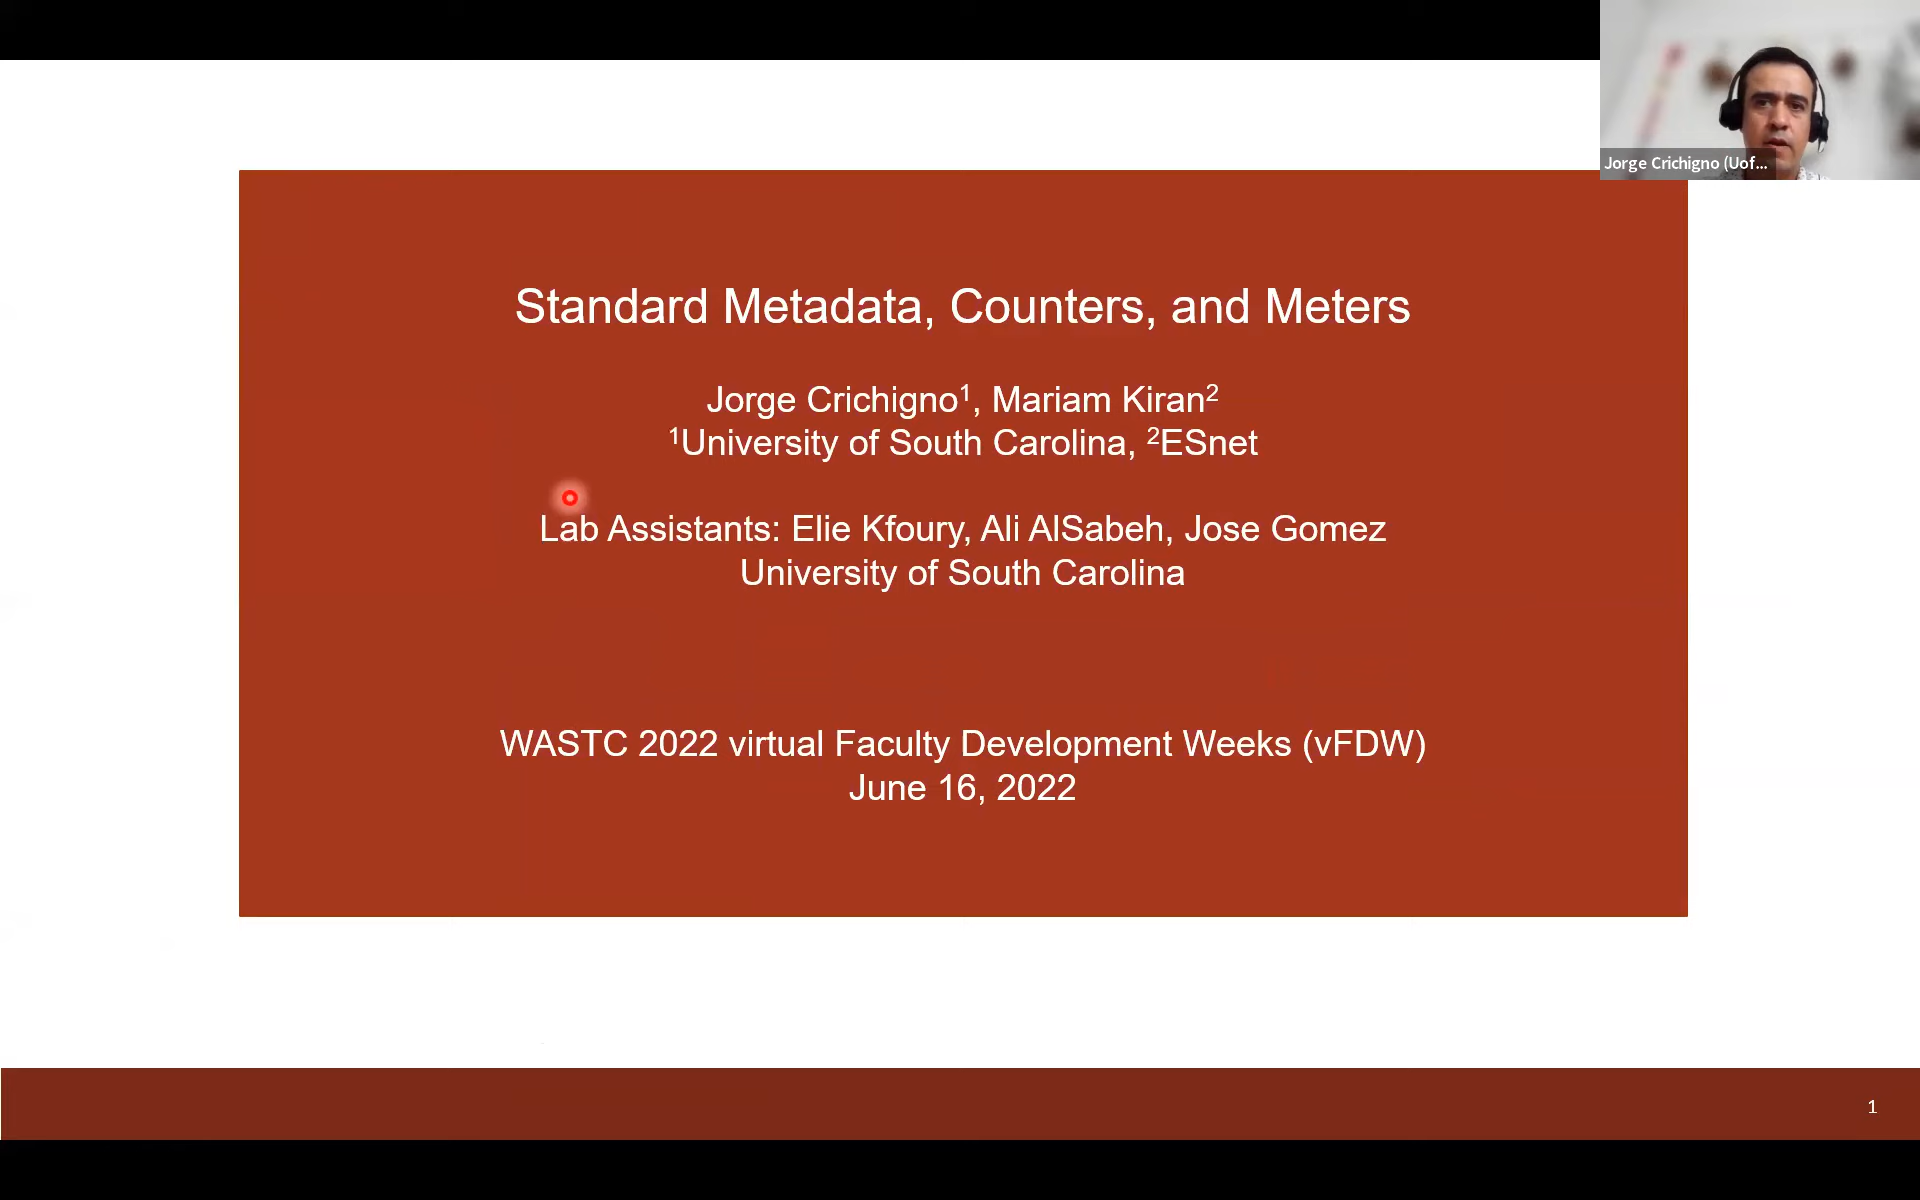 Jorge Crichigno (Uof...
Standard Metadata, Counters, and Meters
Jorge Crichigno¹, Mariam Kiran²
¹University of South Carolina, ²ESnet
Lab Assistants: Elie Kfoury, Ali AlSabeh, Jose Gomez
University of South Carolina
WASTC 2022 virtual Faculty Development Weeks (vFDW)
June 16, 2022
1